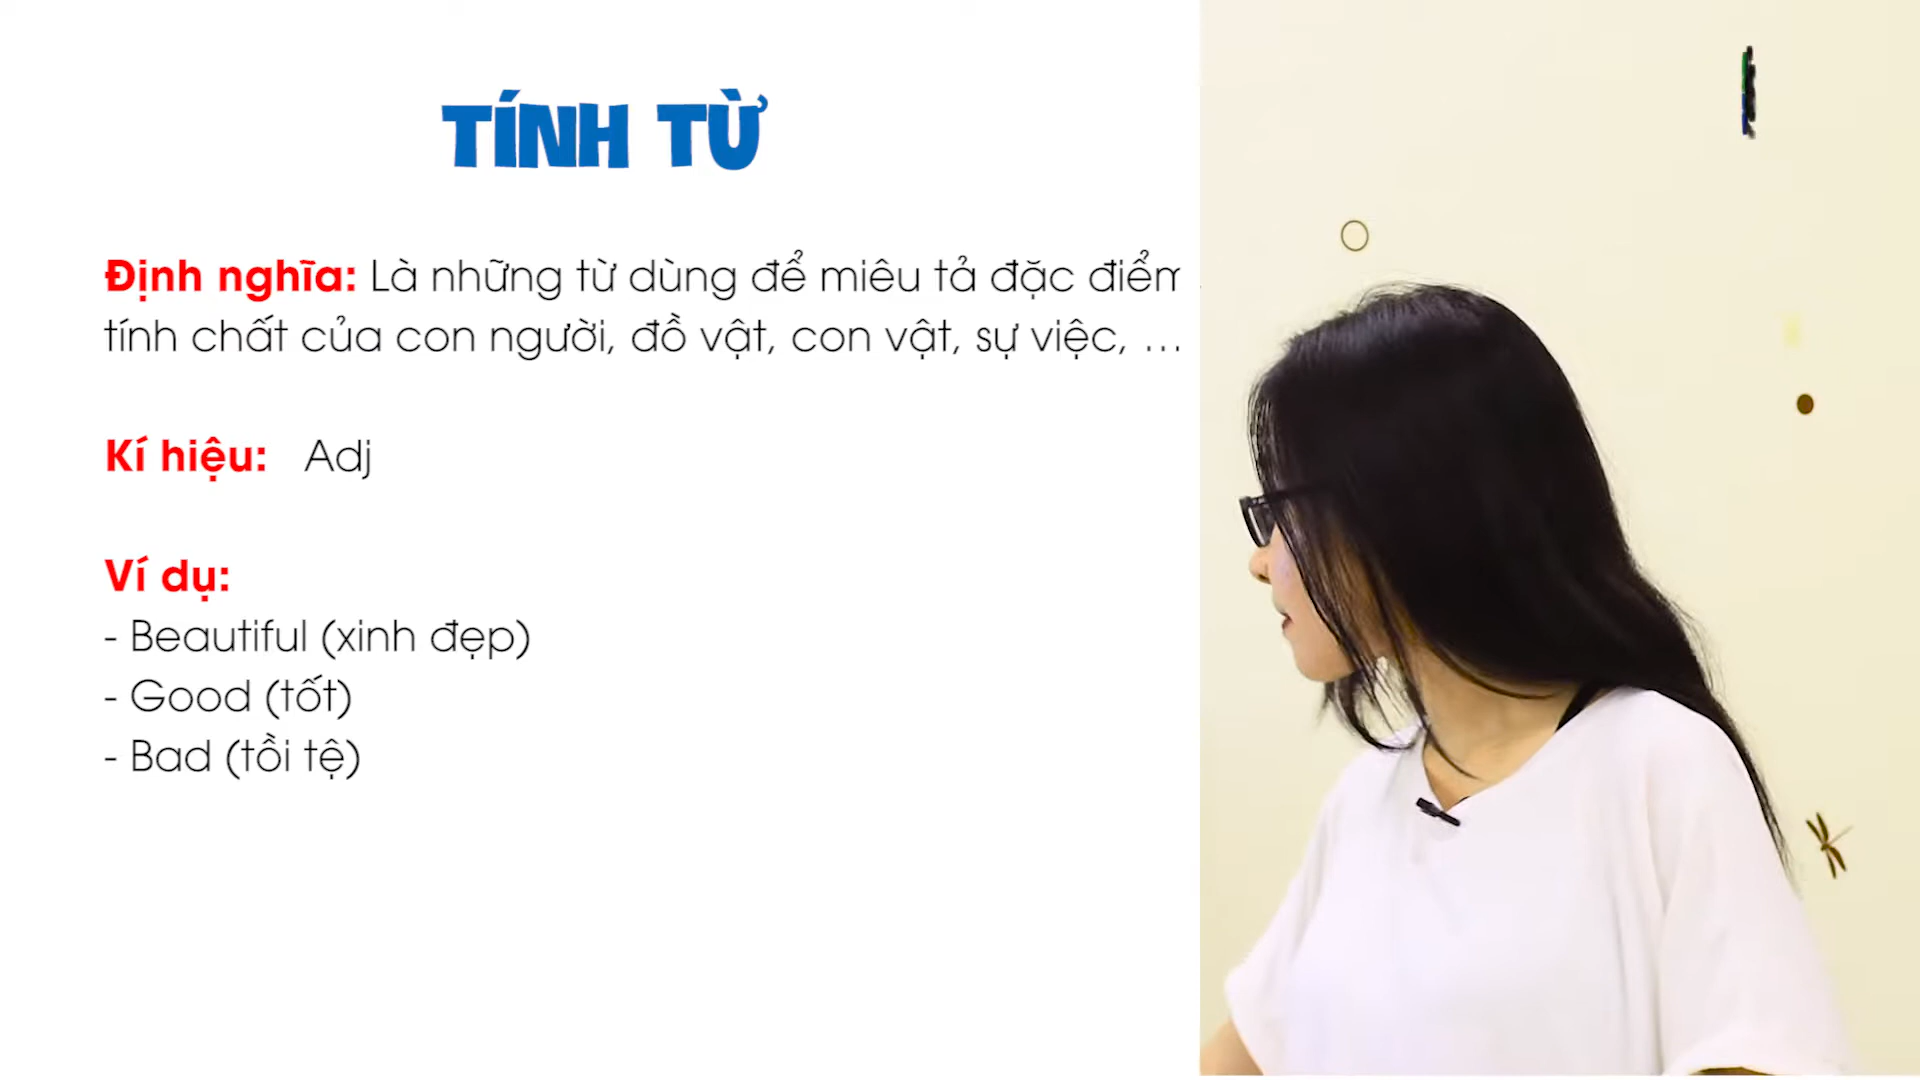 TÍNH TỪ
Định nghĩa: Là những từ dùng để miêu tả đặc điểm
tính chất của con người, đồ vật, con vật, sự việc, ...
Kí hiệu: Adj
Ví dụ:
- Beautiful (xinh đẹp)
- Good (tốt)
- Bad (tồi tệ)